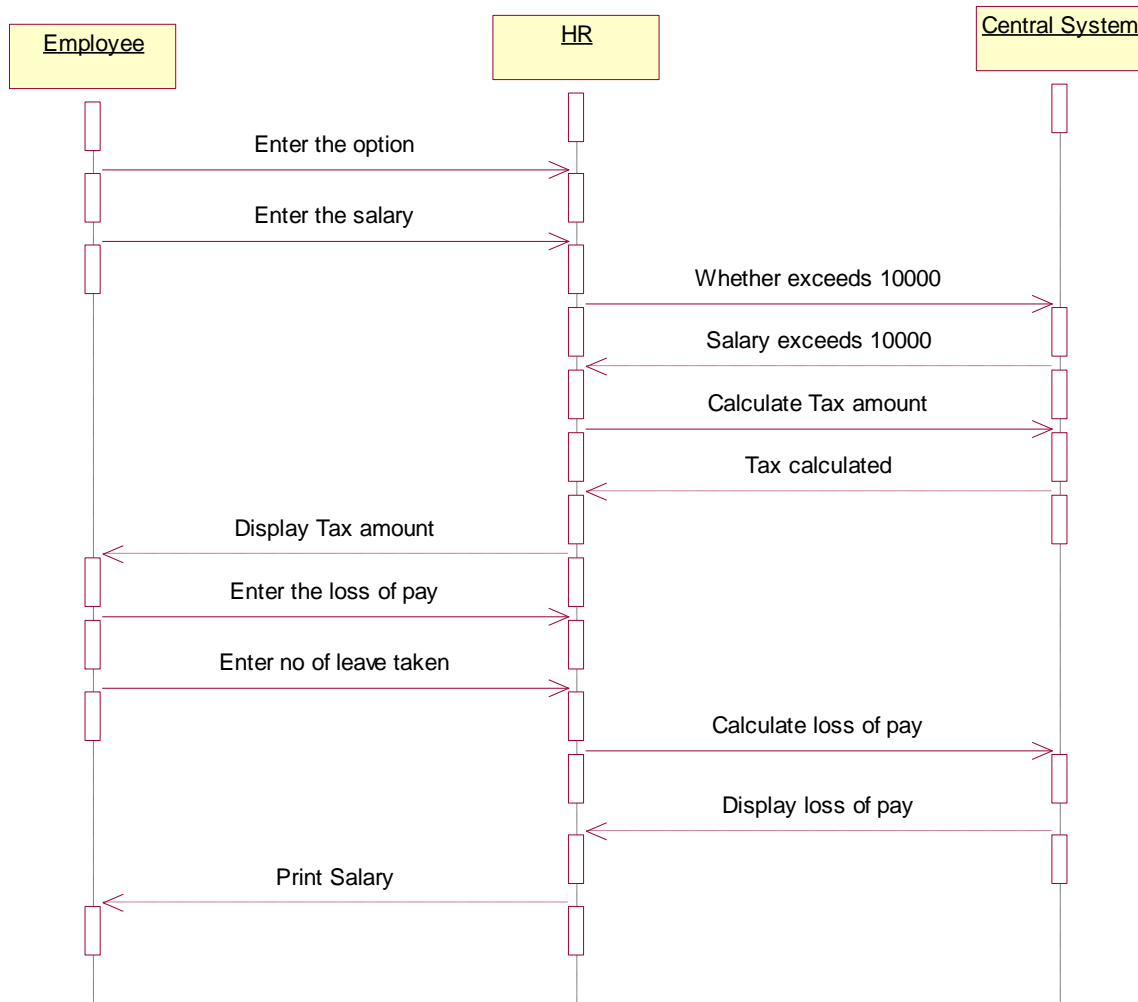 Employee
HR
Central System
Enter the option
Enter the salary
Whether exceeds 10000
Salary exceeds 10000
Calculate Tax amount
Tax calculated
Display Tax amount
Enter the loss of pay
Enter no of leave taken
Calculate loss of pay
Display loss of pay
Print Salary